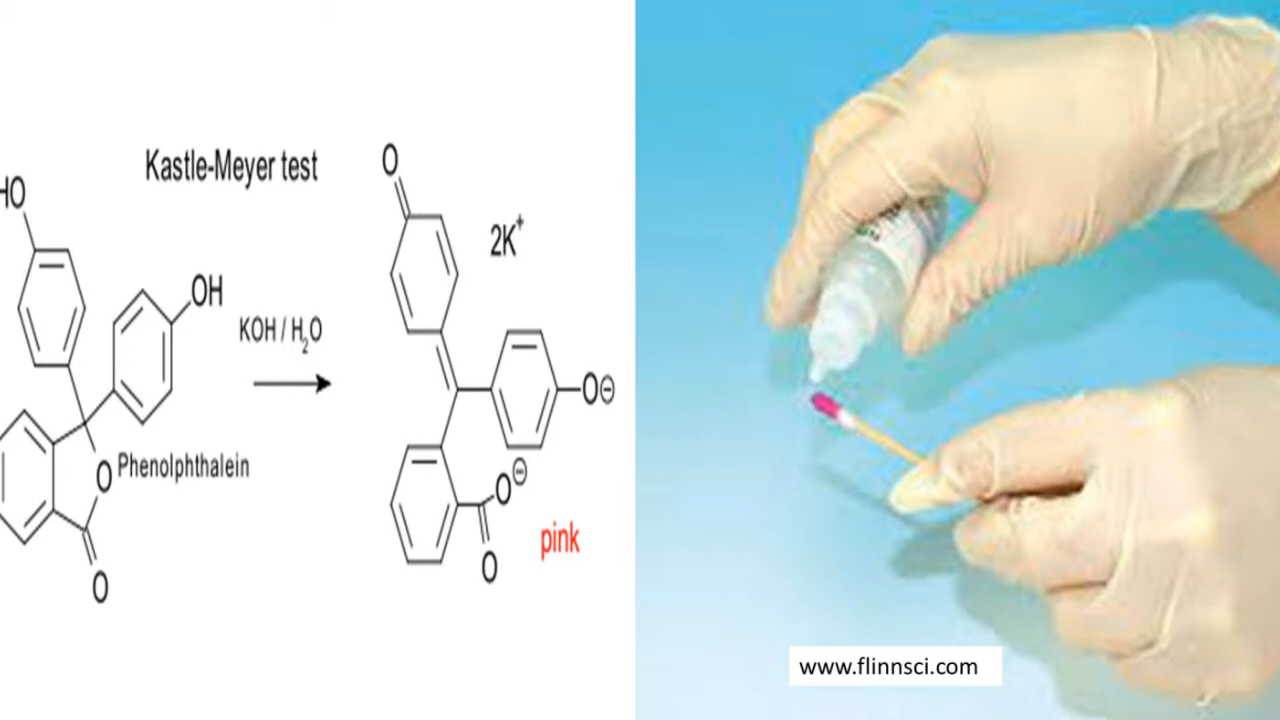 Kastle-Meyer test
O
2K⁺
HO
OH
KOH / H₂O
O⊖
O
Phenolphthalein
O⊖
pink
O
O
www.flinnsci.com